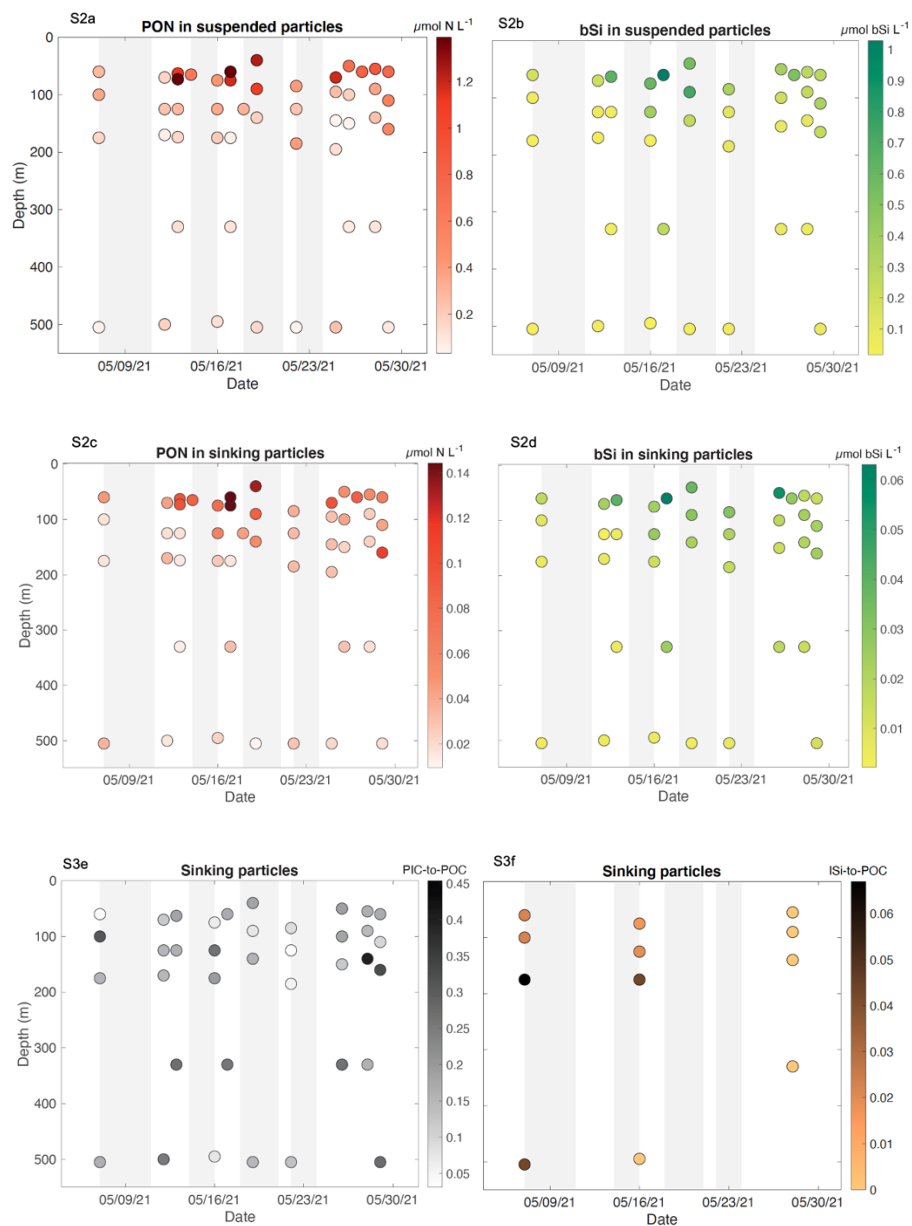 S2a
PON in suspended particles
µmol N L-1
0
100
200
300
400
500
Depth (m)
05/09/21 05/16/21 05/23/21 05/30/21
Date
1.2
1
0.8
0.6
0.4
0.2
S2b
bSi in suspended particles
µmol bSi L-1
05/09/21 05/16/21 05/23/21 05/30/21
Date
1
0.9
0.8
0.7
0.6
0.5
0.4
0.3
0.2
0.1
S2c
PON in sinking particles
µmol N L-1
0
100
200
300
400
500
Depth (m)
05/09/21 05/16/21 05/23/21 05/30/21
Date
0.14
0.12
0.1
0.08
0.06
0.04
0.02
S2d
bSi in sinking particles
µmol bSi L-1
05/09/21 05/16/21 05/23/21 05/30/21
Date
0.06
0.05
0.04
0.03
0.02
0.01
S3e
Sinking particles
PIC-to-POC
0
100
200
300
400
500
Depth (m)
05/09/21 05/16/21 05/23/21 05/30/21
Date
0.45
0.4
0.35
0.3
0.25
0.2
0.15
0.1
0.05
S3f
Sinking particles
lSi-to-POC
05/09/21 05/16/21 05/23/21 05/30/21
Date
0.06
0.05
0.04
0.03
0.02
0.01
0